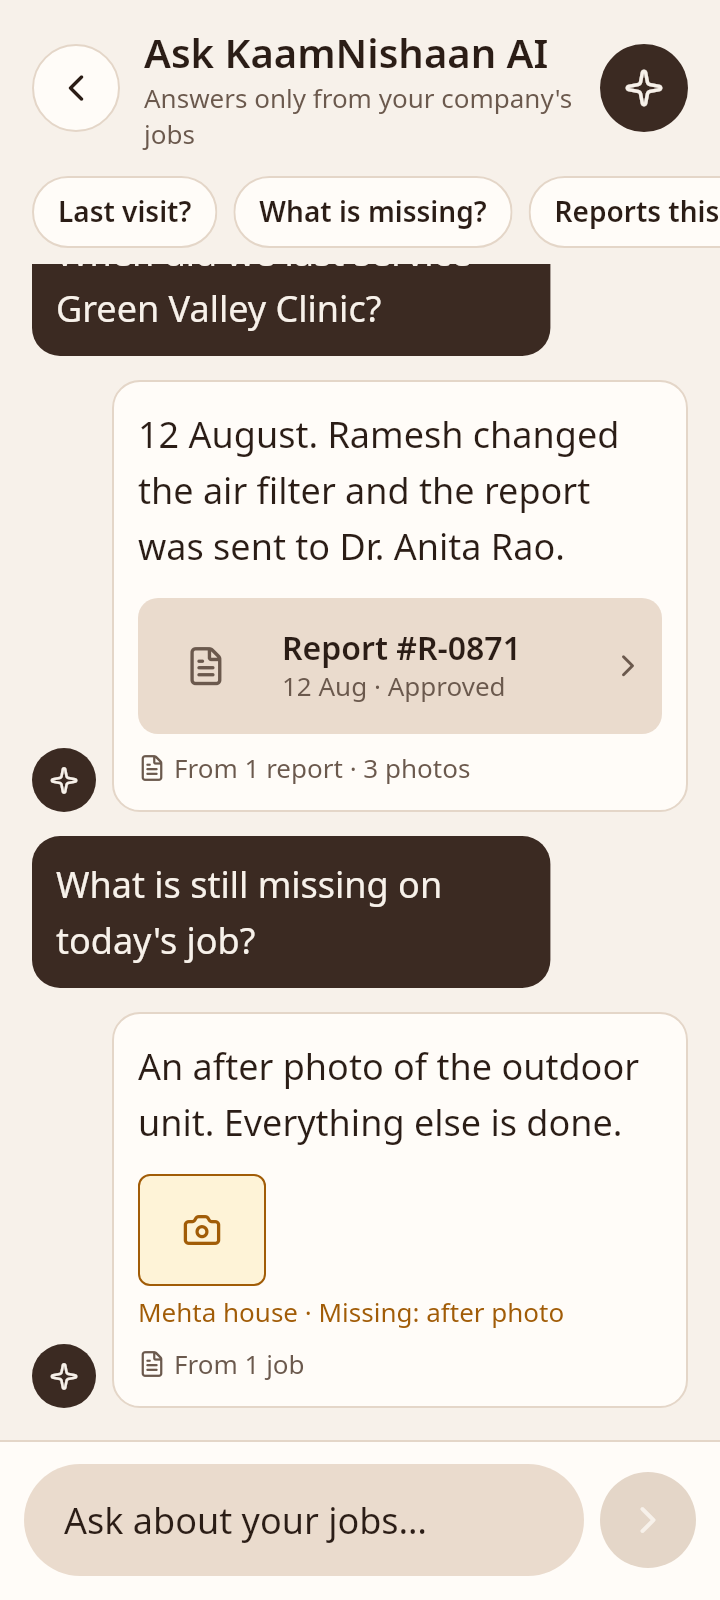 Ask KaamNishaan AI
Answers only from your company's
jobs
Last visit?
What is missing?
Reports this
Green Valley Clinic?
12 August. Ramesh changed
the air filter and the report
was sent to Dr. Anita Rao.
Report #R-0871
12 Aug · Approved
From 1 report · 3 photos
What is still missing on
today's job?
An after photo of the outdoor
unit. Everything else is done.
Mehta house · Missing: after photo
From 1 job
Ask about your jobs...